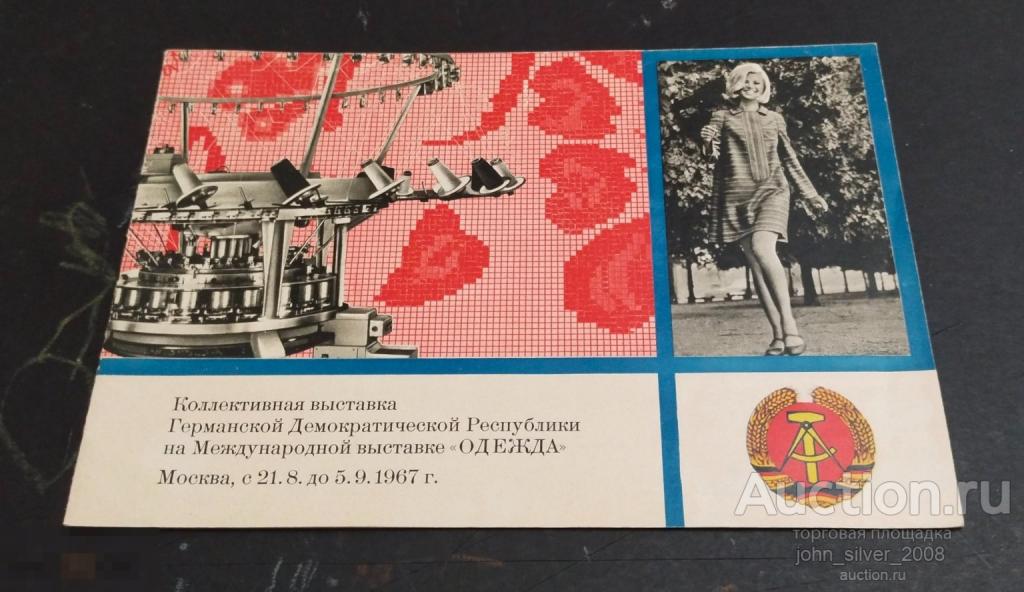 Коллективная выставка
Германской Демократической Республики
на Международной выставке «ОДЕЖДА»
Москва, с 21. 8. до 5. 9. 1967 г.
Auction.ru
торговая площадка
john_silver_2008
auction.ru